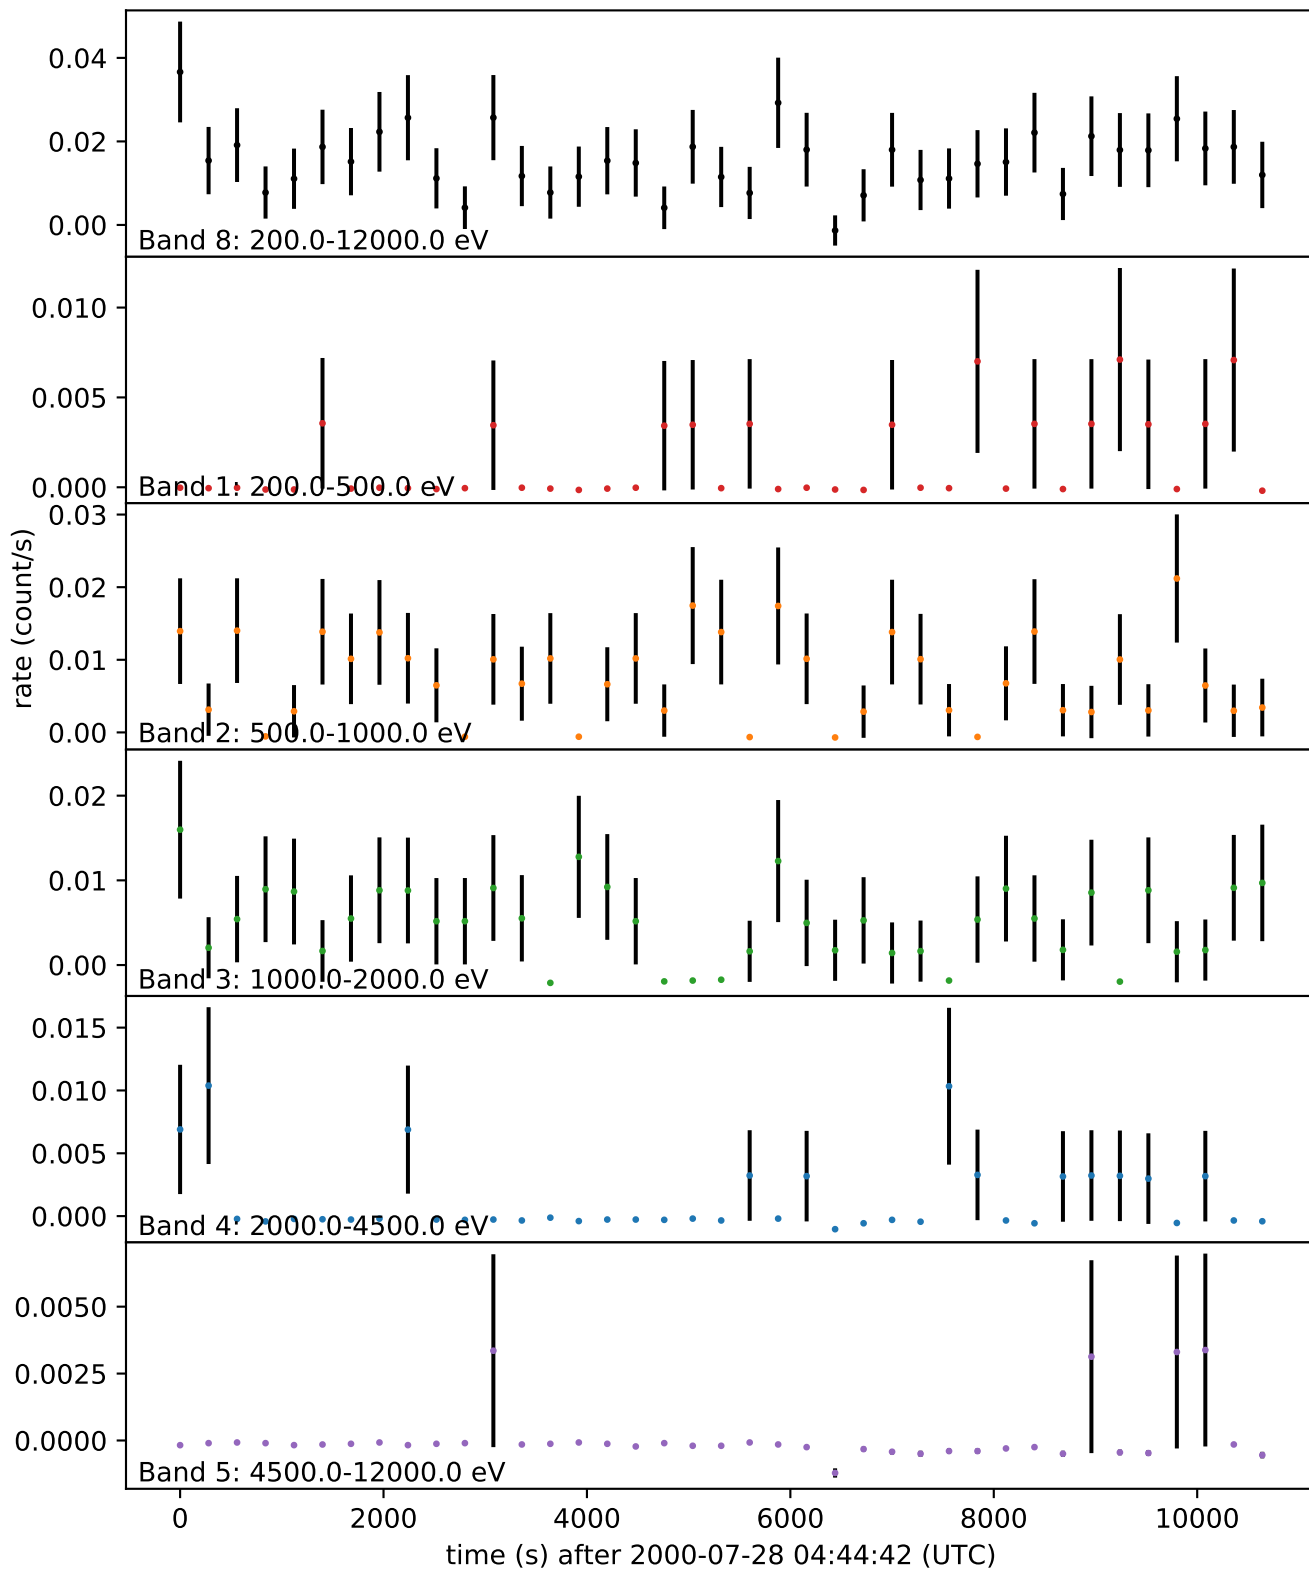 0.04
0.02
0.00
Band 8: 200.0-12000.0 eV
0.010
0.005
0.000
Band 1: 200.0-500.0 eV
rate (count/s)
0.03
0.02
0.01
0.00
Band 2: 500.0-1000.0 eV
0.02
0.01
0.00
Band 3: 1000.0-2000.0 eV
0.015
0.010
0.005
0.000
Band 4: 2000.0-4500.0 eV
0.0050
0.0025
0.0000
Band 5: 4500.0-12000.0 eV
0 2000 4000 6000 8000 10000
time (s) after 2000-07-28 04:44:42 (UTC)